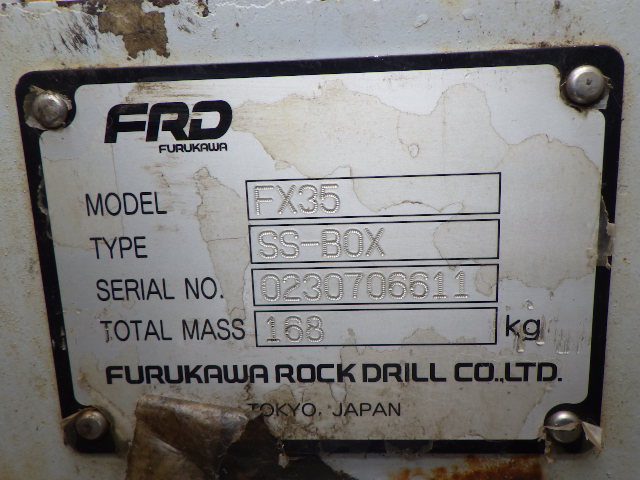 FRD
FURUKAWA
MODEL FX35
TYPE SS-BOX
SERIAL NO. 0230706611
TOTAL MASS 168 kg
FURUKAWA ROCK DRILL CO.,LTD.
TOKYO, JAPAN